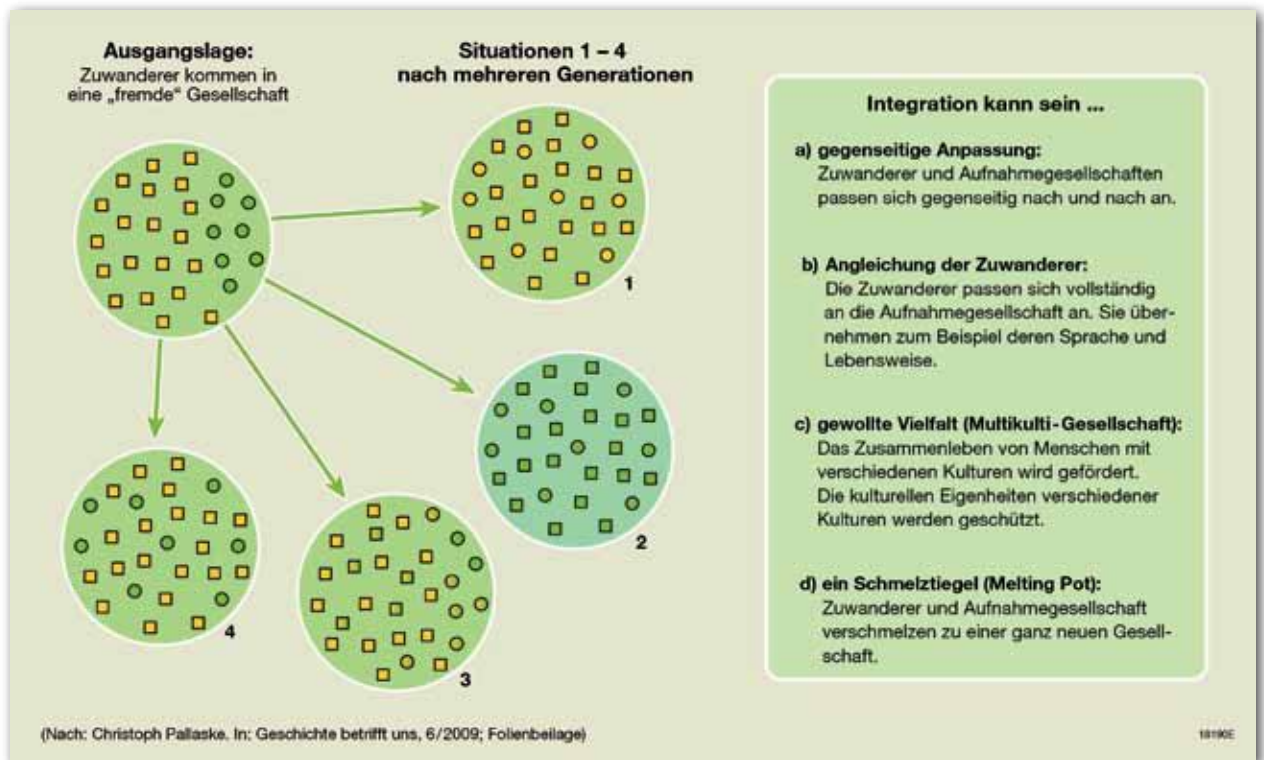 Ausgangslage:
Zuwanderer kommen in
eine „fremde“ Gesellschaft
Situationen 1 – 4
nach mehreren Generationen
1
2
3
4
Integration kann sein ...
a) gegenseitige Anpassung:
Zuwanderer und Aufnahmegesellschaften
passen sich gegenseitig nach und nach an.
b) Angleichung der Zuwanderer:
Die Zuwanderer passen sich vollständig
an die Aufnahmegesellschaft an. Sie über-
nehmen zum Beispiel deren Sprache und
Lebensweise.
c) gewollte Vielfalt (Multikulti-Gesellschaft):
Das Zusammenleben von Menschen mit
verschiedenen Kulturen wird gefördert.
Die kulturellen Eigenheiten verschiedener
Kulturen werden geschützt.
d) ein Schmelztiegel (Melting Pot):
Zuwanderer und Aufnahmegesellschaft
verschmelzen zu einer ganz neuen Gesell-
schaft.
(Nach: Christoph Pallaske. In: Geschichte betrifft uns, 6/2009; Folienbeilage)
18190E